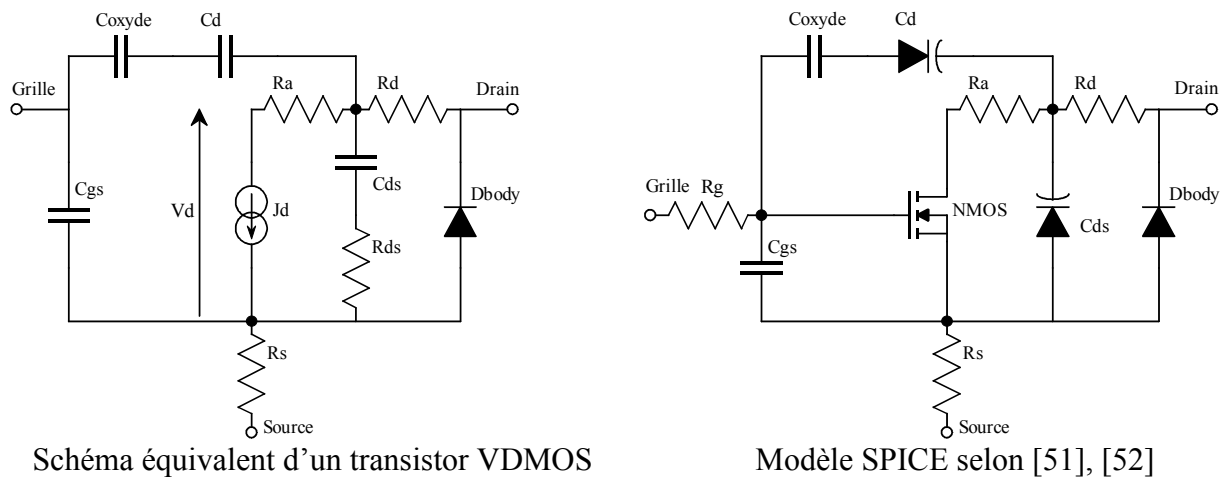 Coxyde
Cd
Grille
Ra
Rd
Drain
Cgs
Vd
Jd
Cds
Rds
Dbody
Rs
Source
Schéma équivalent d’un transistor VDMOS
Coxyde
Cd
Ra
Rd
Drain
Grille
Rg
NMOS
Dbody
Cgs
Cds
Rs
Source
Modèle SPICE selon [51], [52]